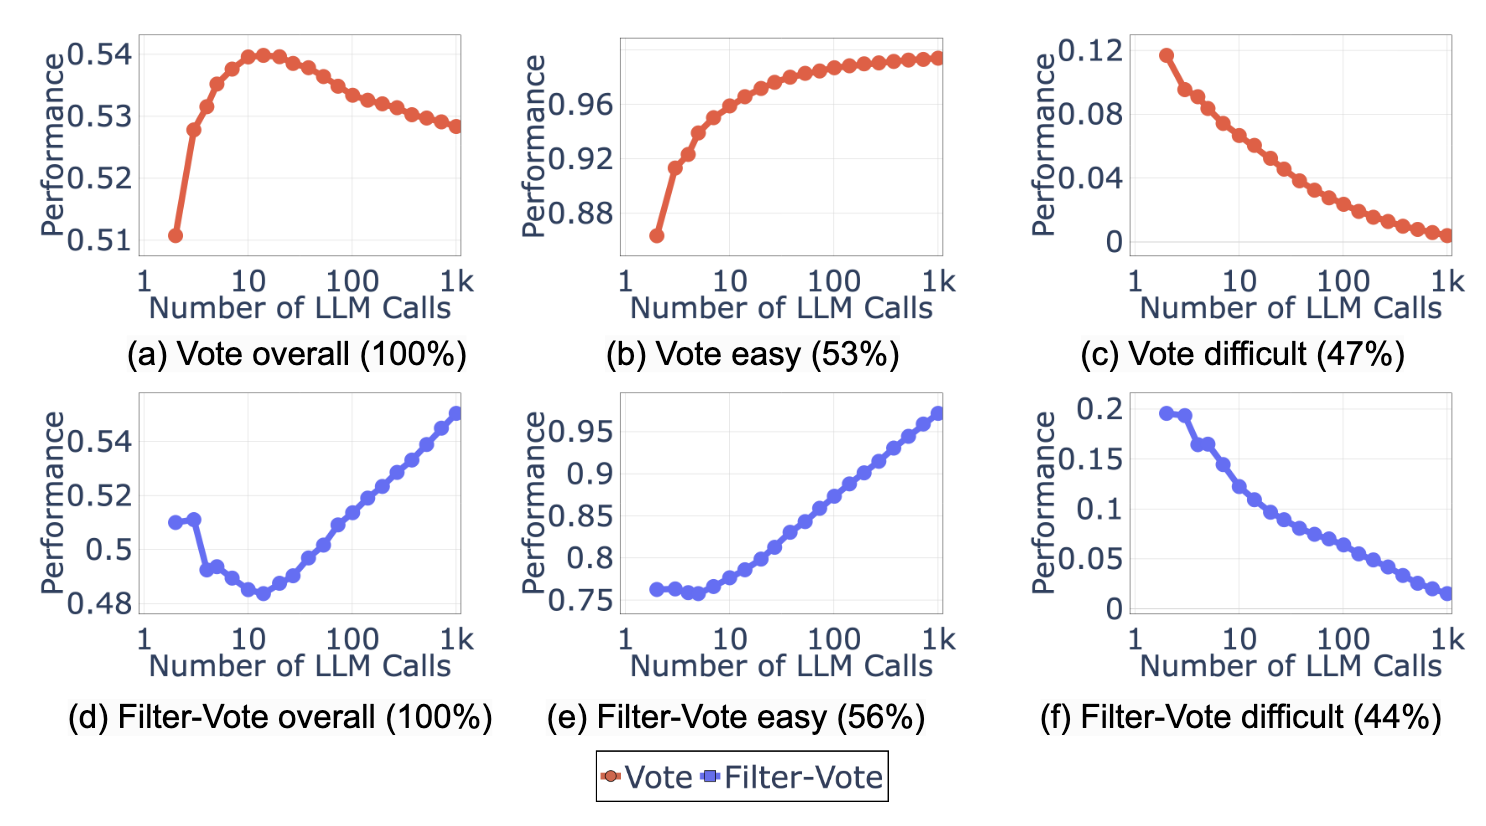 Performance
0.54
0.53
0.52
0.51
1 10 100 1k
Number of LLM Calls
(a) Vote overall (100%)
Performance
0.96
0.92
0.88
1 10 100 1k
Number of LLM Calls
(b) Vote easy (53%)
Performance
0.12
0.08
0.04
0
1 10 100 1k
Number of LLM Calls
(c) Vote difficult (47%)
Performance
0.54
0.52
0.5
0.48
1 10 100 1k
Number of LLM Calls
(d) Filter-Vote overall (100%)
Performance
0.95
0.9
0.85
0.8
0.75
1 10 100 1k
Number of LLM Calls
(e) Filter-Vote easy (56%)
Performance
0.2
0.15
0.1
0.05
0
1 10 100 1k
Number of LLM Calls
(f) Filter-Vote difficult (44%)
Vote Filter-Vote